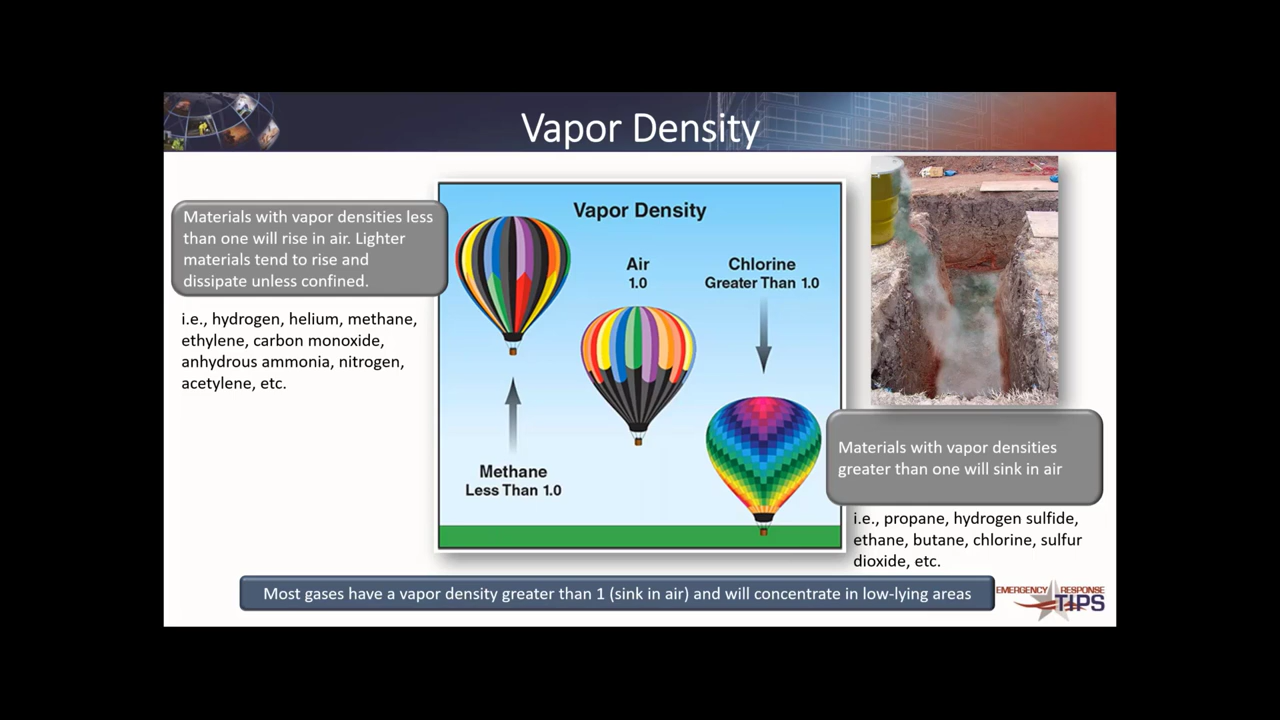 Vapor Density
Materials with vapor densities less
than one will rise in air. Lighter
materials tend to rise and
dissipate unless confined.
i.e., hydrogen, helium, methane,
ethylene, carbon monoxide,
anhydrous ammonia, nitrogen,
acetylene, etc.
Vapor Density
Air
1.0
Chlorine
Greater Than 1.0
Methane
Less Than 1.0
Materials with vapor densities
greater than one will sink in air
i.e., propane, hydrogen sulfide,
ethane, butane, chlorine, sulfur
dioxide, etc.
Most gases have a vapor density greater than 1 (sink in air) and will concentrate in low-lying areas
EMERGENCY RESPONSE
TIPS